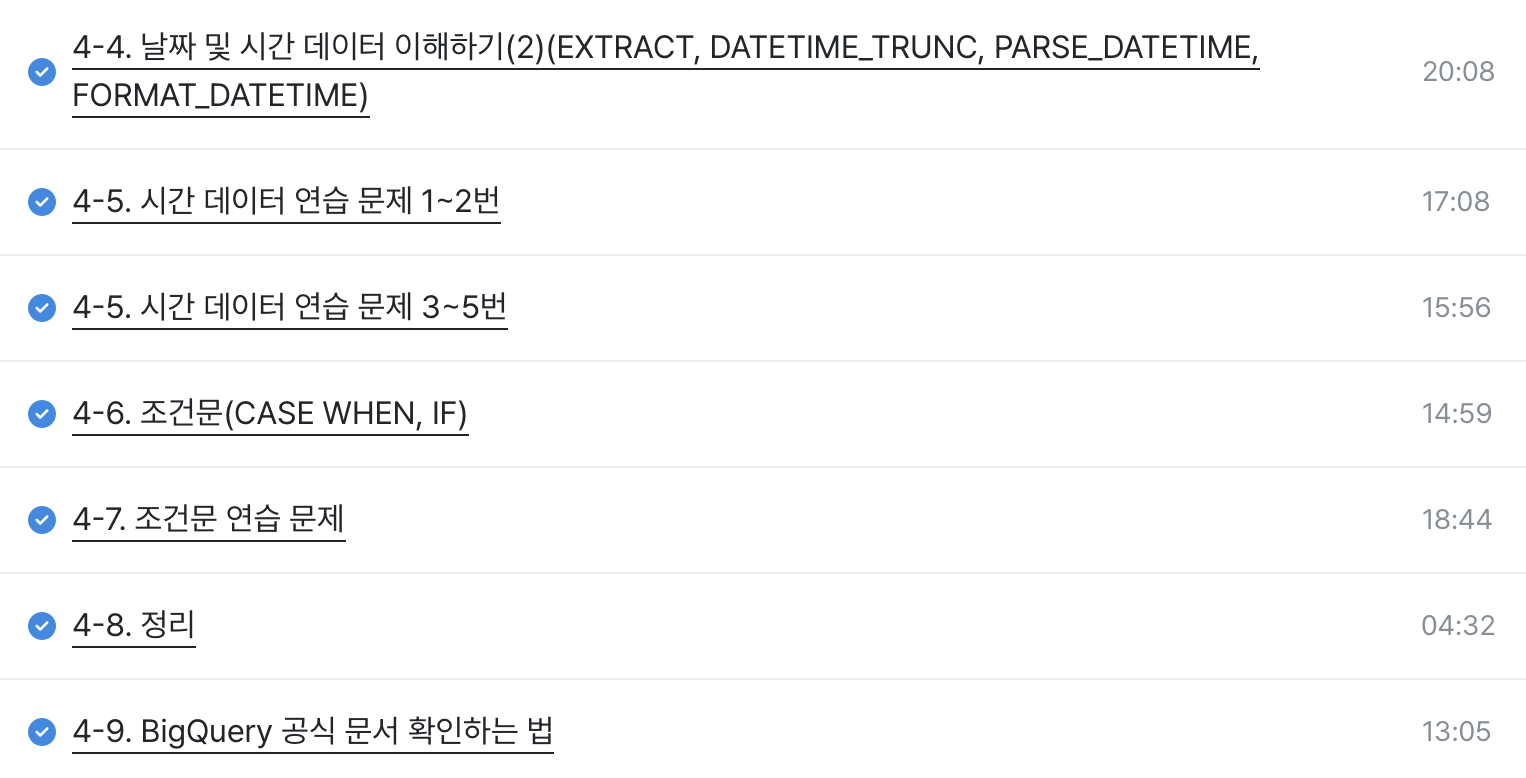 4-4. 날짜 및 시간 데이터 이해하기(2)(EXTRACT, DATETIME_TRUNC, PARSE_DATETIME,
FORMAT_DATETIME)
20:08
4-5. 시간 데이터 연습 문제 1~2번
17:08
4-5. 시간 데이터 연습 문제 3~5번
15:56
4-6. 조건문(CASE WHEN, IF)
14:59
4-7. 조건문 연습 문제
18:44
4-8. 정리
04:32
4-9. BigQuery 공식 문서 확인하는 법
13:05